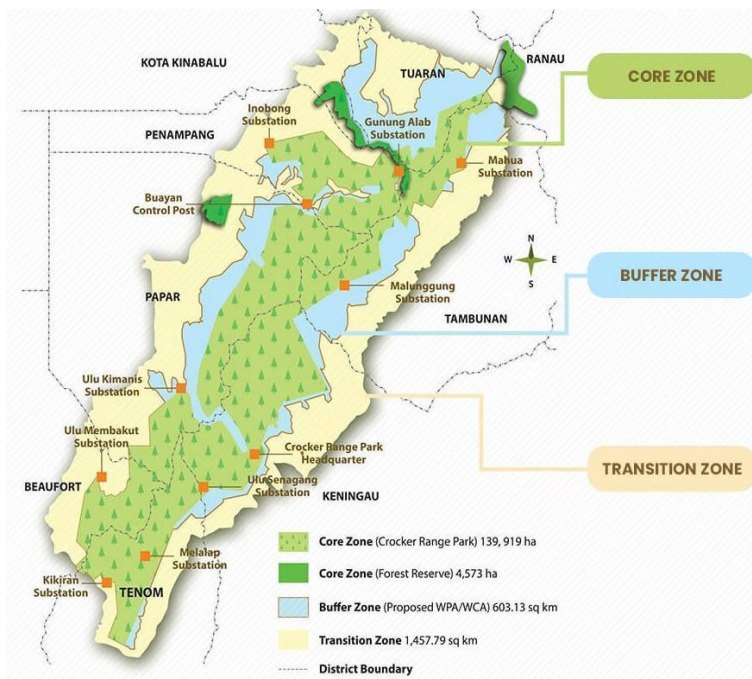 KOTA KINABALU
TUARAN
RANAU
CORE ZONE
Inobong
Substation
Gunung Alab
Substation
PENAMPANG
Mahua
Substation
Buayan
Control Post
N
W E
S
BUFFER ZONE
Malunggung
Substation
PAPAR
TAMBUNAN
Ulu Kimanis
Substation
Ulu Membakut
Substation
Crocker Range Park
Headquarter
TRANSITION ZONE
BEAUFORT
Ulu Senagang
Substation
KENINGAU
Melalap
Substation
Kikiran
Substation
TENOM
Core Zone (Crocker Range Park) 139, 919 ha
Core Zone (Forest Reserve) 4,573 ha
Buffer Zone (Proposed WPA/WCA) 603.13 sq km
Transition Zone 1,457.79 sq km
District Boundary